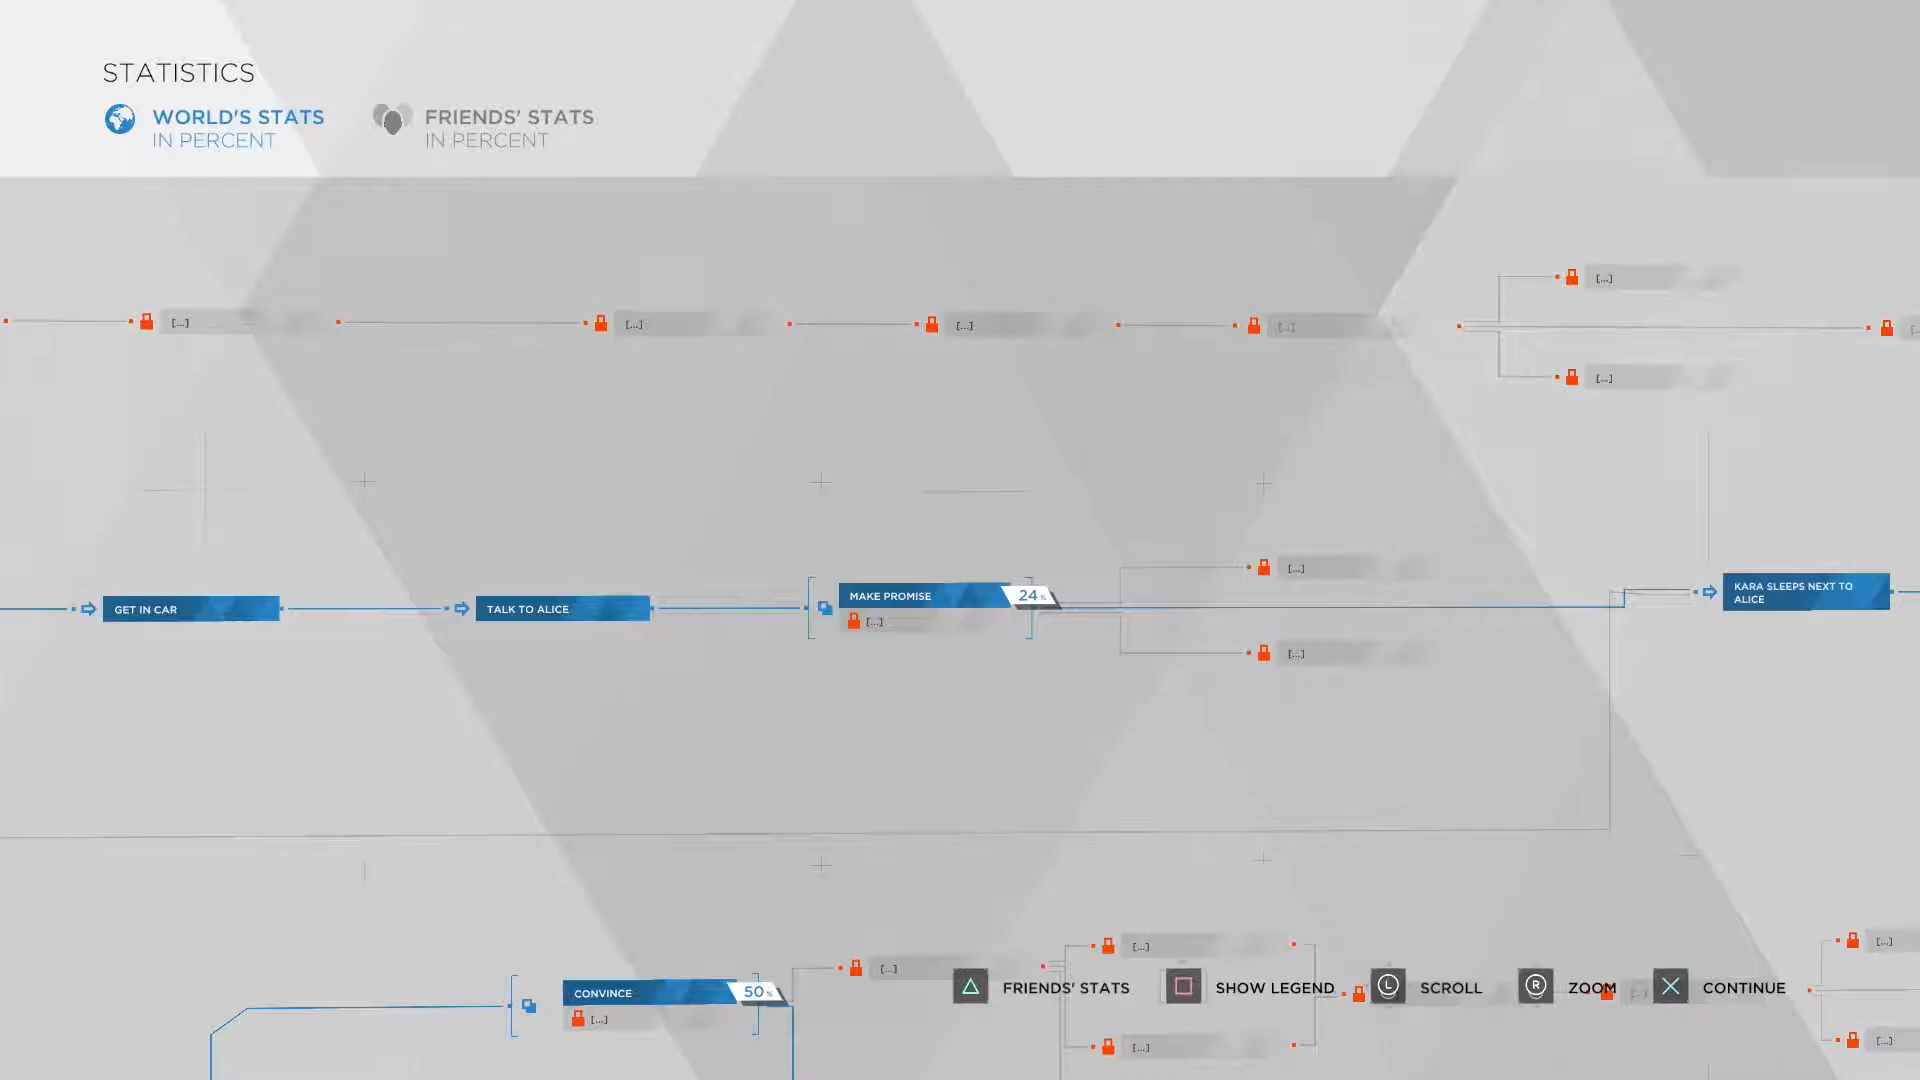 STATISTICS
WORLD'S STATS
IN PERCENT
FRIENDS' STATS
IN PERCENT
[...]
[...]
[...]
[...]
[...]
[...]
[...]
GET IN CAR
TALK TO ALICE
MAKE PROMISE
24%
[...]
[...]
KARA SLEEPS NEXT TO
ALICE
[...]
CONVINCE
50%
[...]
[...]
[...]
[...]
[...]
FRIENDS' STATS
SHOW LEGEND
L
SCROLL
R
ZOOM
CONTINUE
[...]
[...]